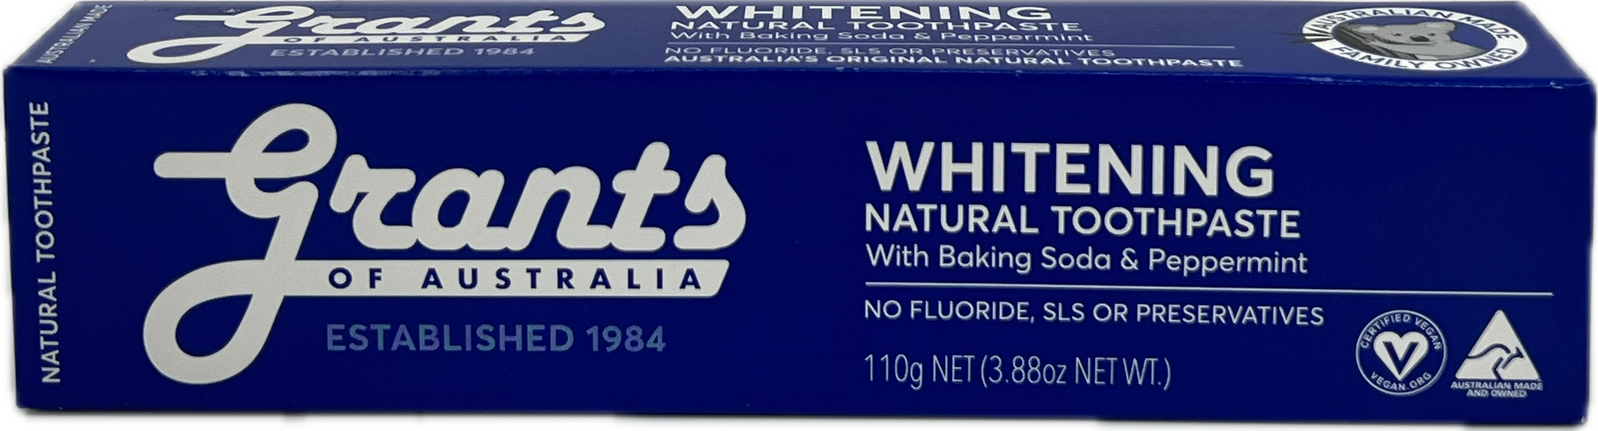 AUSTRALIAN MADE
Grants
OF AUSTRALIA
ESTABLISHED 1984
WHITENING
NATURAL TOOTHPASTE
With Baking Soda & Peppermint
NO FLUORIDE, SLS OR PRESERVATIVES
AUSTRALIA'S ORIGINAL NATURAL TOOTHPASTE
AUSTRALIAN MADE
FAMILY OWNED
NATURAL TOOTHPASTE
Grants
OF AUSTRALIA
ESTABLISHED 1984
WHITENING
NATURAL TOOTHPASTE
With Baking Soda & Peppermint
NO FLUORIDE, SLS OR PRESERVATIVES
110g NET (3.88oz NET WT.)
CERTIFIED VEGAN
V
VEGAN.ORG
AUSTRALIAN MADE
AND OWNED